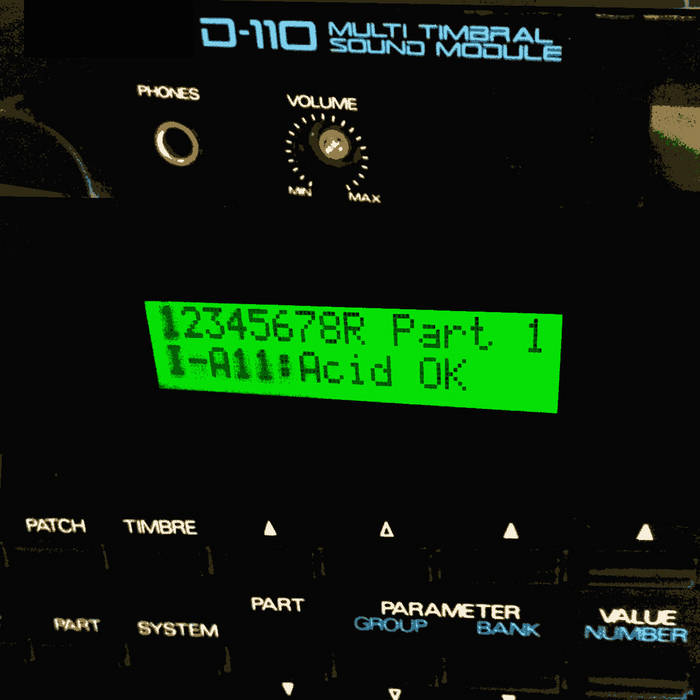 D-110 MULTI TIMBRAL
SOUND MODULE
PHONES
VOLUME
MIN MAX
12345678R Part 1
I-A11:Acid OK
PATCH TIMBRE
PART SYSTEM
PART
PARAMETER
GROUP BANK
VALUE
NUMBER